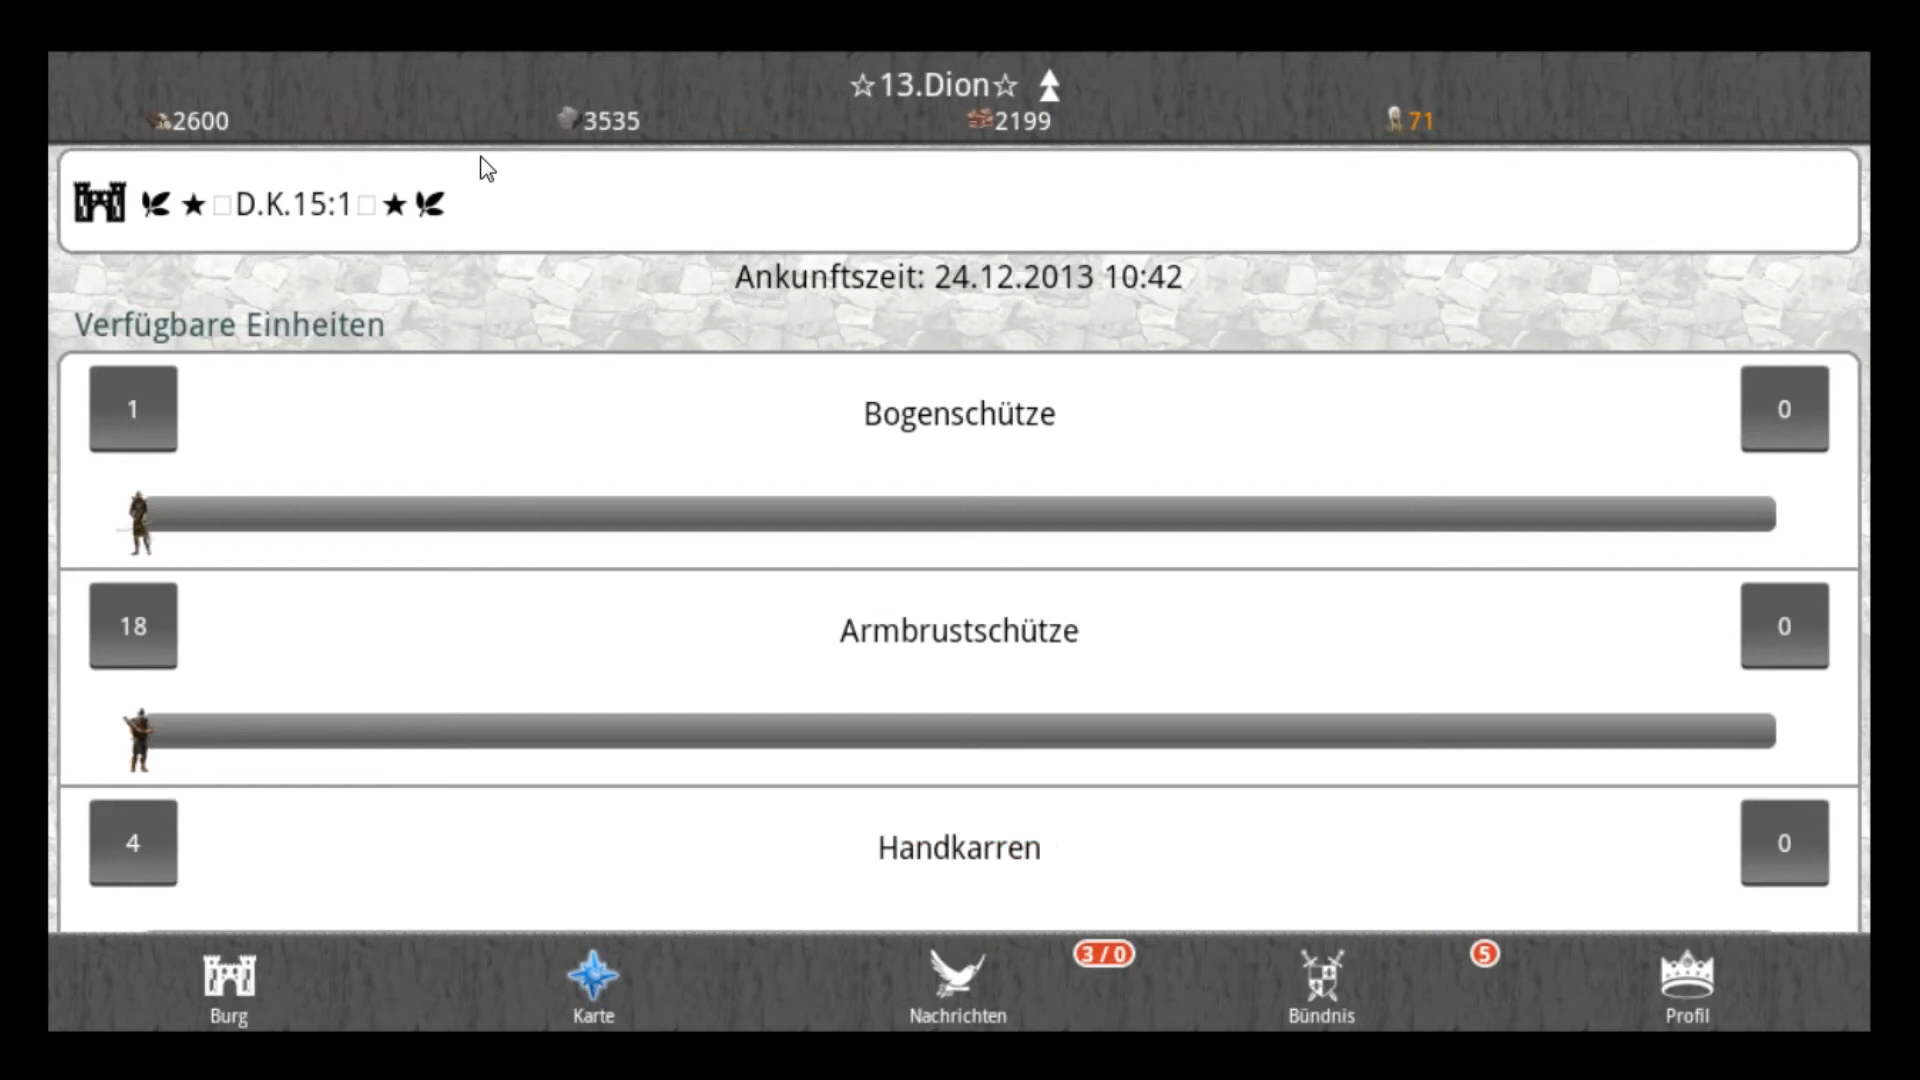 ☆13.Dion☆
2600 3535 2199 71
★□D.K.15:1□★
Ankunftszeit: 24.12.2013 10:42
Verfügbare Einheiten
1 Bogenschütze 0
18 Armbrustschütze 0
4 Handkarren 0
3 / 0 5
Burg Karte Nachrichten Bündnis Profil